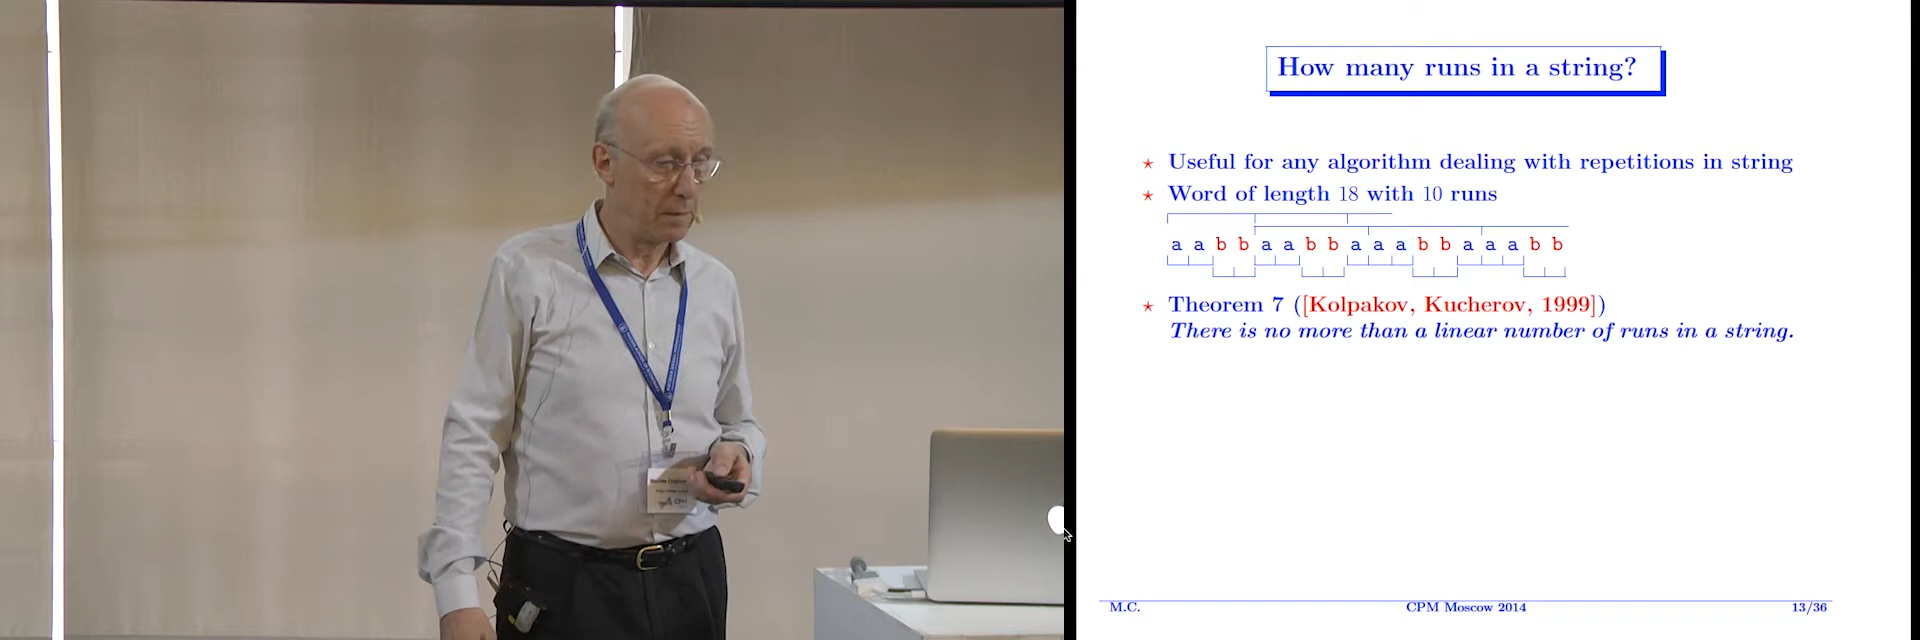 How many runs in a string?
⋆ Useful for any algorithm dealing with repetitions in string
⋆ Word of length 18 with 10 runs
a a b b a a b b a a a b b a a a b b
⋆ Theorem 7 ([Kolpakov, Kucherov, 1999])
There is no more than a linear number of runs in a string.
M.C. CPM Moscow 2014 13/36